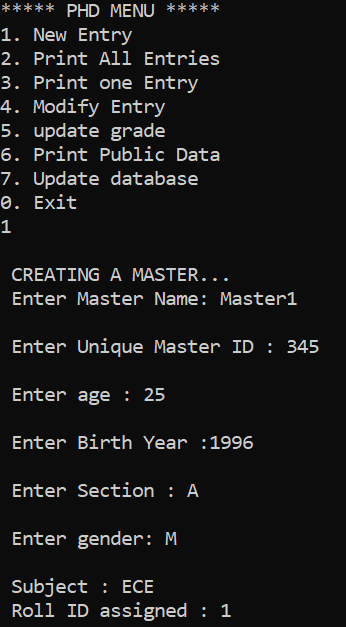 ***** PHD MENU *****
1. New Entry
2. Print All Entries
3. Print one Entry
4. Modify Entry
5. update grade
6. Print Public Data
7. Update database
0. Exit
1
CREATING A MASTER...
Enter Master Name: Master1
Enter Unique Master ID : 345
Enter age : 25
Enter Birth Year :1996
Enter Section : A
Enter gender: M
Subject : ECE
Roll ID assigned : 1